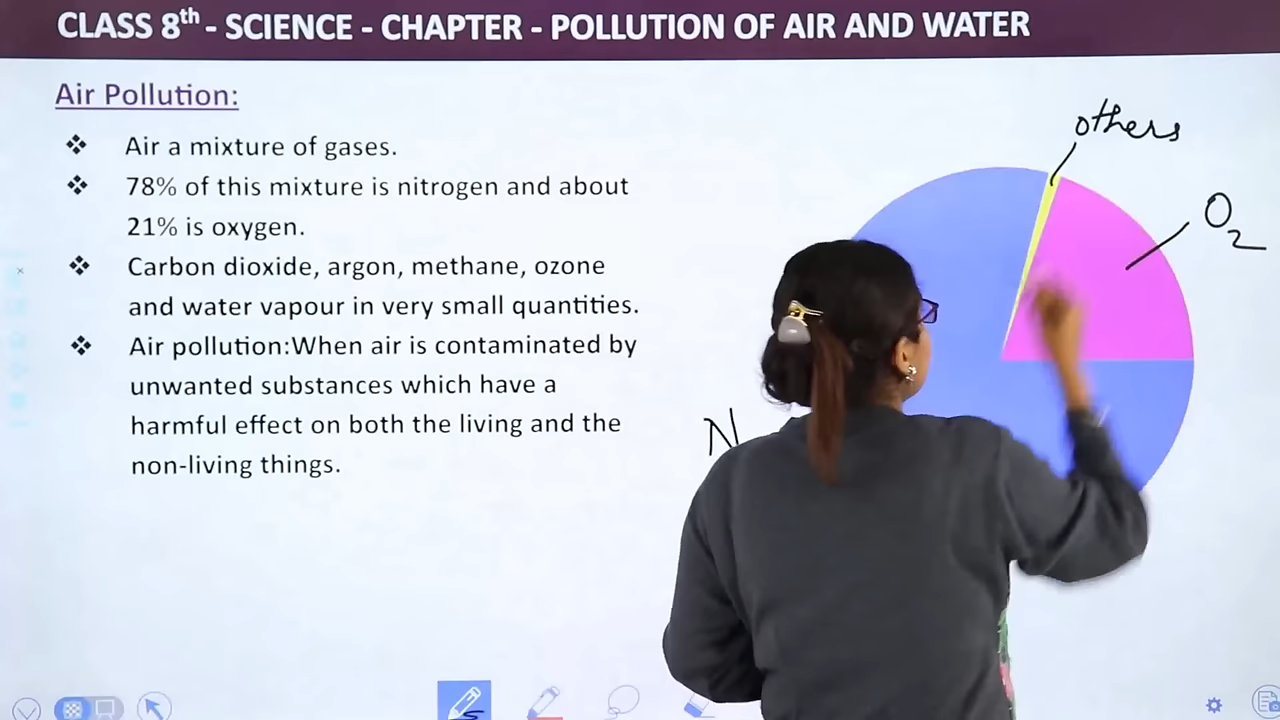 CLASS 8th - SCIENCE - CHAPTER - POLLUTION OF AIR AND WATER
Air Pollution:
❖ Air a mixture of gases.
❖ 78% of this mixture is nitrogen and about
21% is oxygen.
❖ Carbon dioxide, argon, methane, ozone
and water vapour in very small quantities.
❖ Air pollution:When air is contaminated by
unwanted substances which have a
harmful effect on both the living and the
non-living things.
others
O2
N